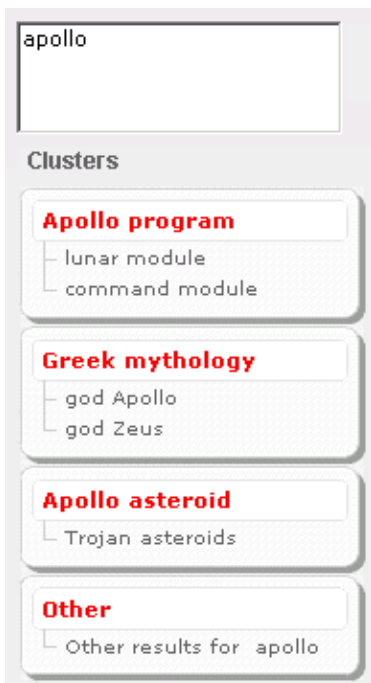 apollo
Clusters
Apollo program
lunar module
command module
Greek mythology
god Apollo
god Zeus
Apollo asteroid
Trojan asteroids
Other
Other results for apollo